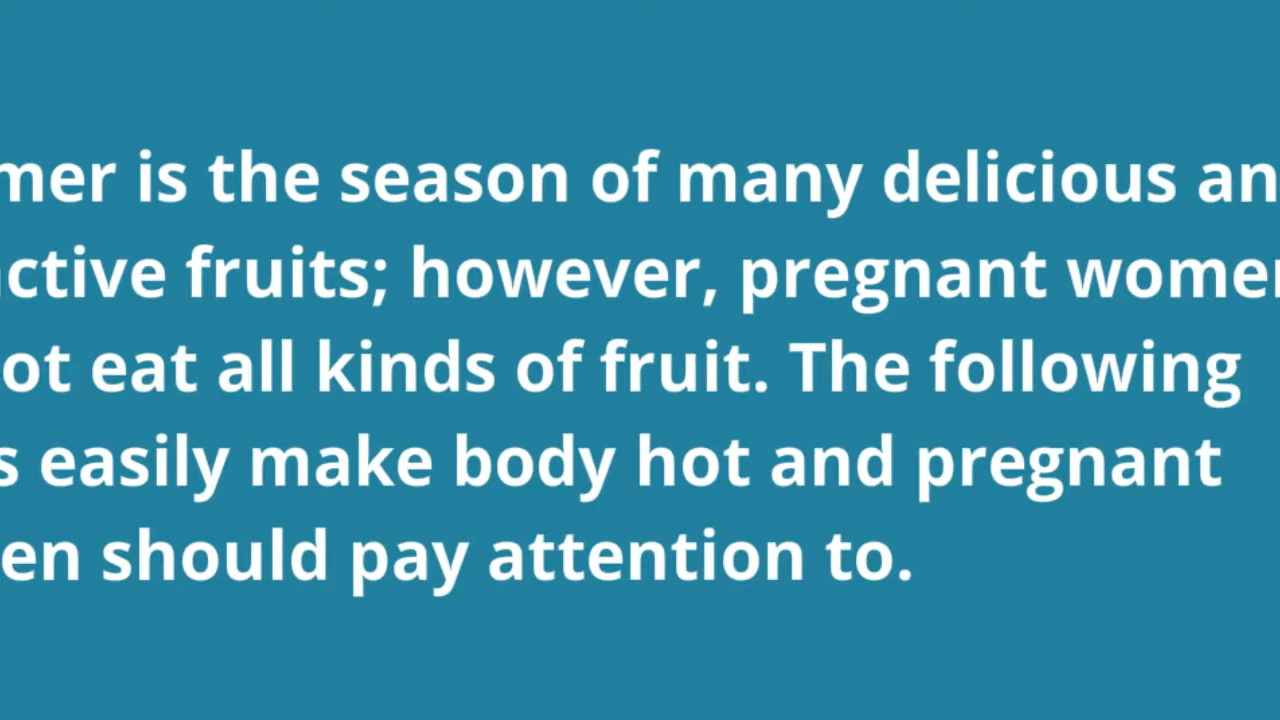 mer is the season of many delicious an
active fruits; however, pregnant women
ot eat all kinds of fruit. The following
s easily make body hot and pregnant
en should pay attention to.